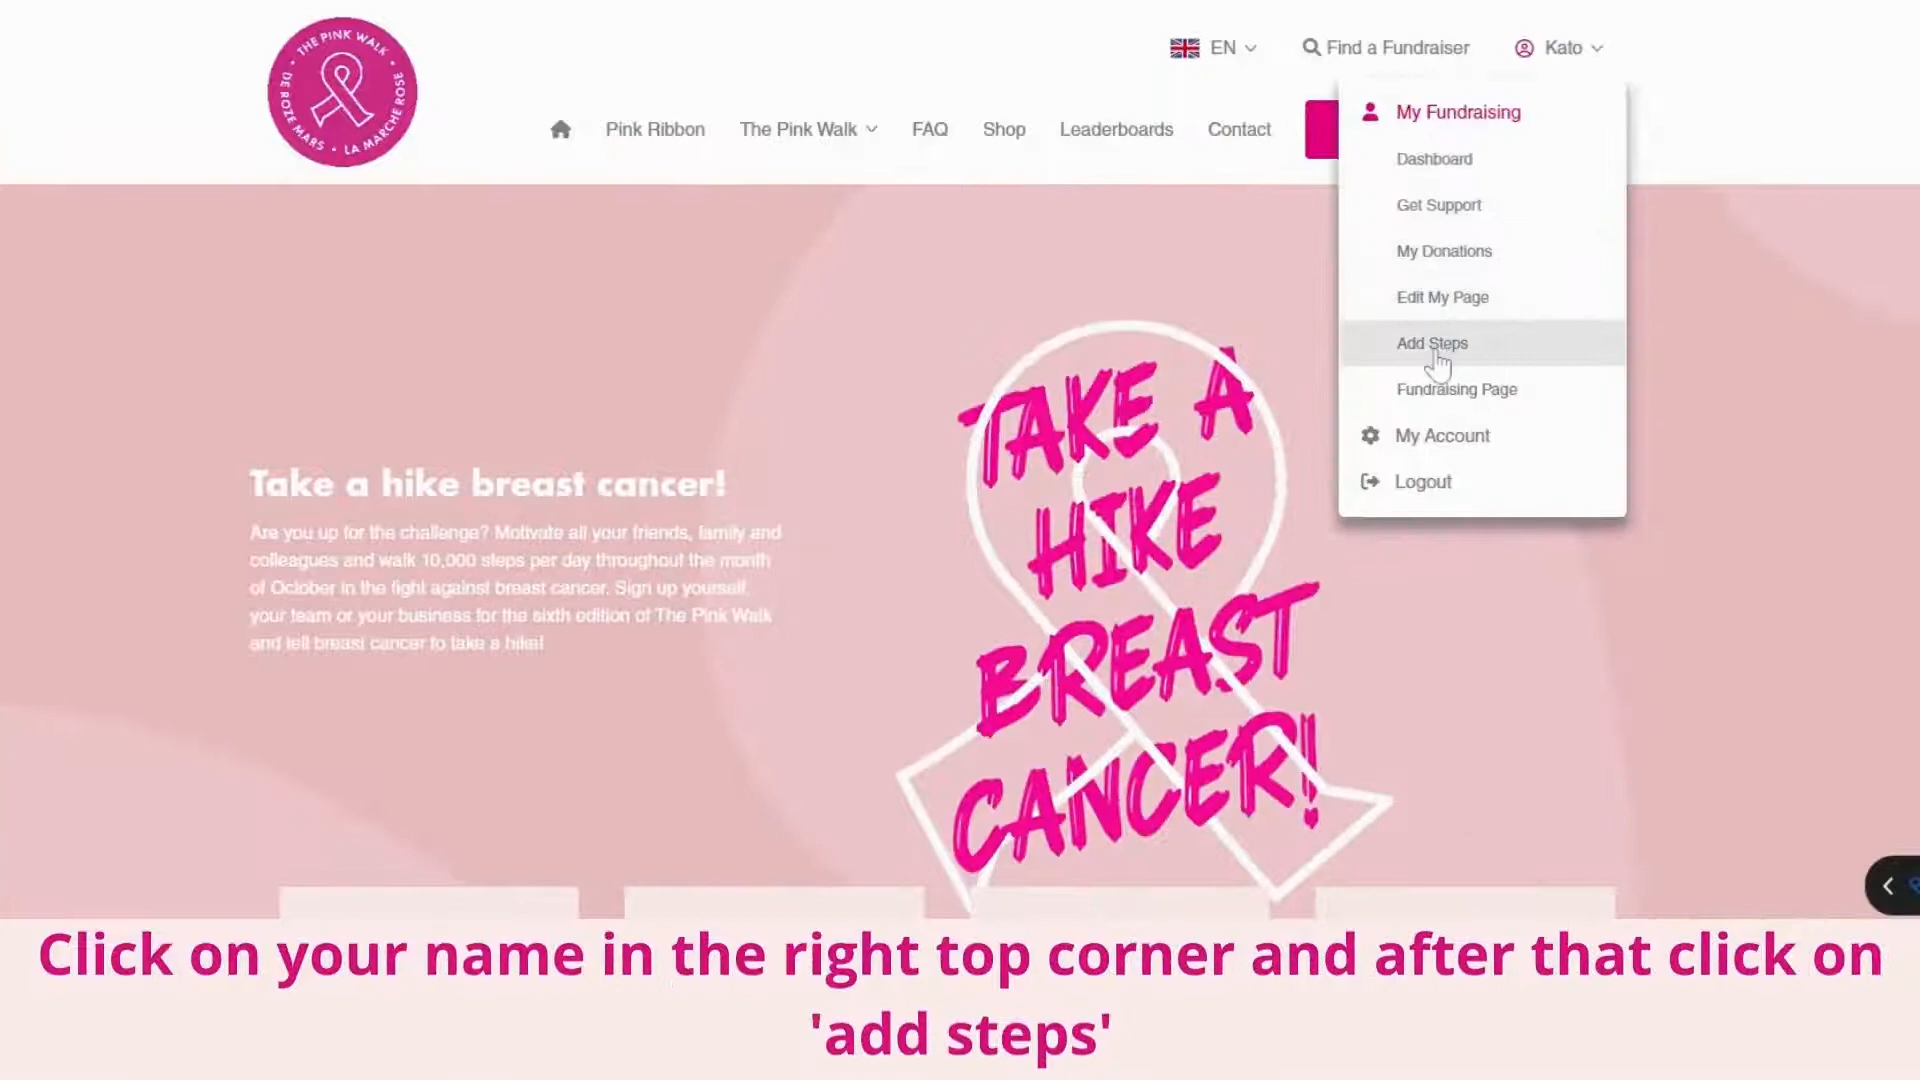 THE PINK WALK • LA MARCHE ROSE • DE ROZE MARS •
EN
Find a Fundraiser
Kato
Pink Ribbon
The Pink Walk
FAQ
Shop
Leaderboards
Contact
My Fundraising
Dashboard
Get Support
My Donations
Edit My Page
Add Steps
Fundraising Page
My Account
Logout
Take a hike breast cancer!
Are you up for the challenge? Motivate all your friends, family and
colleagues and walk 10,000 steps per day throughout the month
of October in the fight against breast cancer. Sign up yourself,
your team or your business for the sixth edition of The Pink Walk
and tell breast cancer to take a hike!
TAKE A
HIKE
BREAST
CANCER!
Click on your name in the right top corner and after that click on
'add steps'